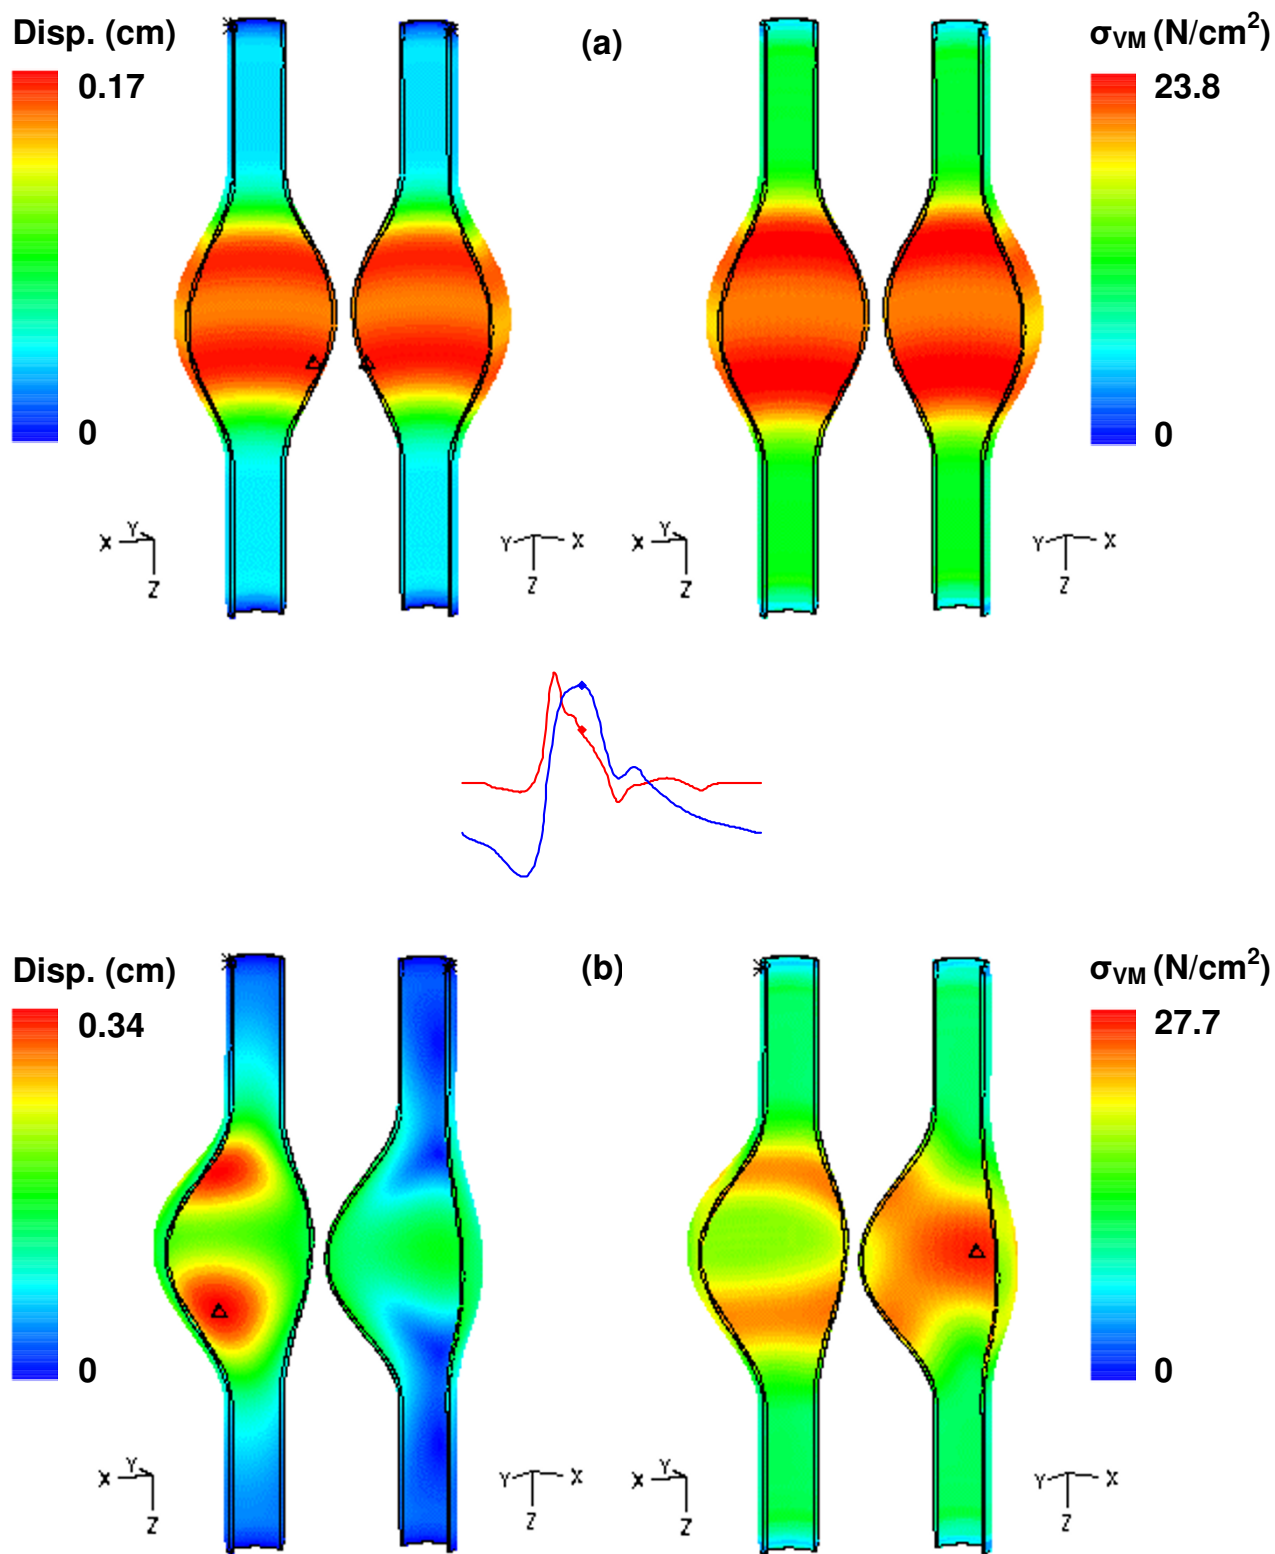 Disp. (cm)
(a)
σVM (N/cm²)
0.17
23.8
0
0
X Y Z
Y X Z
X Y Z
Y X Z
Disp. (cm)
(b)
σVM (N/cm²)
0.34
27.7
0
0
X Y Z
Y X Z
X Y Z
Y X Z